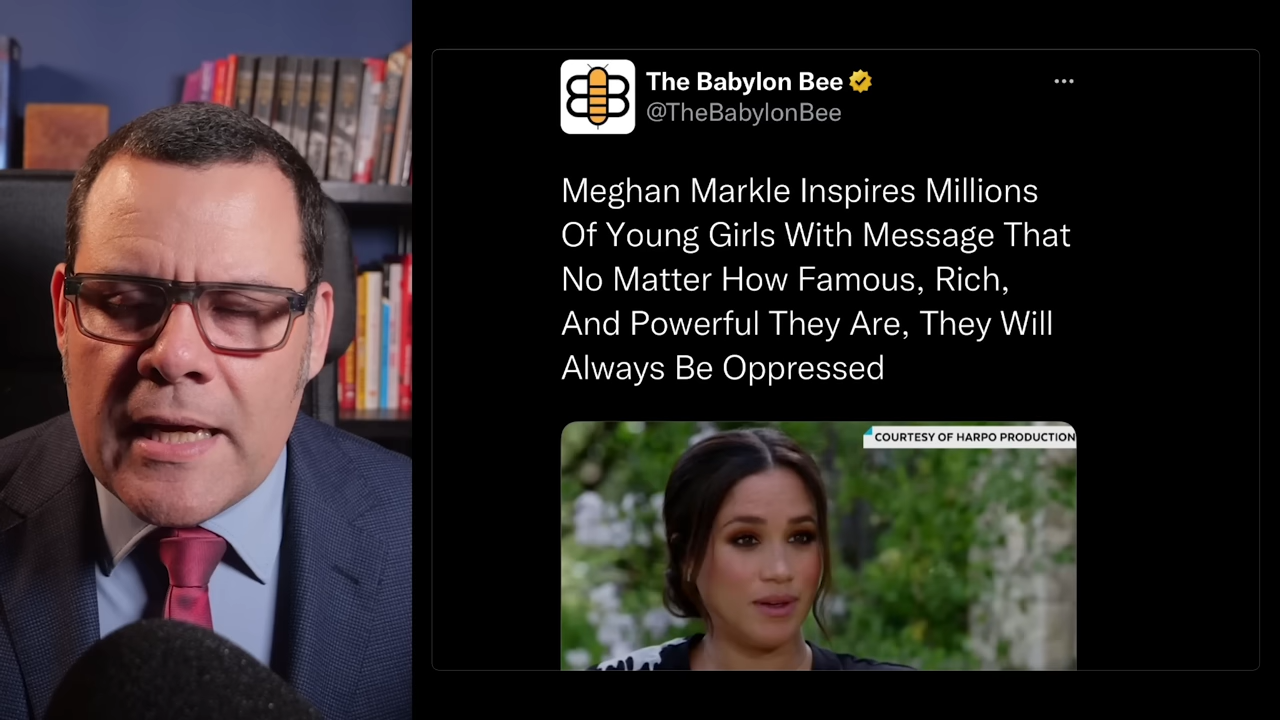 The Babylon Bee
@TheBabylonBee
Meghan Markle Inspires Millions
Of Young Girls With Message That
No Matter How Famous, Rich,
And Powerful They Are, They Will
Always Be Oppressed
COURTESY OF HARPO PRODUCTION